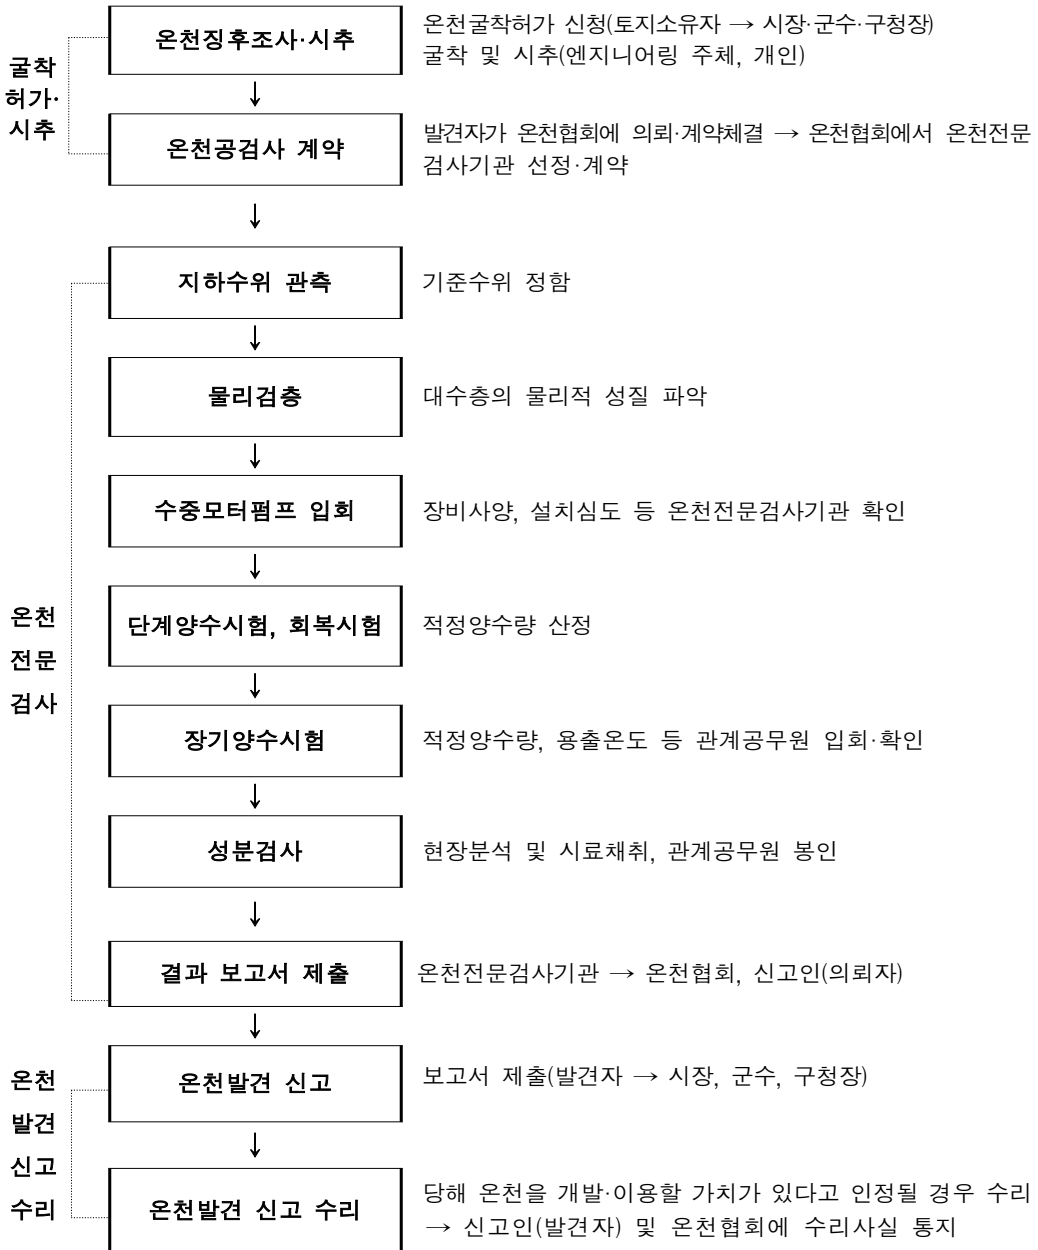 온천징후조사·시추
온천굴착허가 신청(토지소유자 → 시장·군수·구청장)
굴착 및 시추(엔지니어링 주체, 개인)
굴착
허가·
시추
↓
온천공검사 계약
발견자가 온천협회에 의뢰·계약체결 → 온천협회에서 온천전문
검사기관 선정·계약
↓
지하수위 관측
기준수위 정함
↓
물리검층
대수층의 물리적 성질 파악
↓
수중모터펌프 입회
장비사양, 설치심도 등 온천전문검사기관 확인
↓
온천
전문
검사
단계양수시험, 회복시험
적정양수량 산정
↓
장기양수시험
적정양수량, 용출온도 등 관계공무원 입회·확인
↓
성분검사
현장분석 및 시료채취, 관계공무원 봉인
↓
결과 보고서 제출
온천전문검사기관 → 온천협회, 신고인(의뢰자)
↓
온천
발견
신고
수리
온천발견 신고
보고서 제출(발견자 → 시장, 군수, 구청장)
↓
온천발견 신고 수리
당해 온천을 개발·이용할 가치가 있다고 인정될 경우 수리
→ 신고인(발견자) 및 온천협회에 수리사실 통지